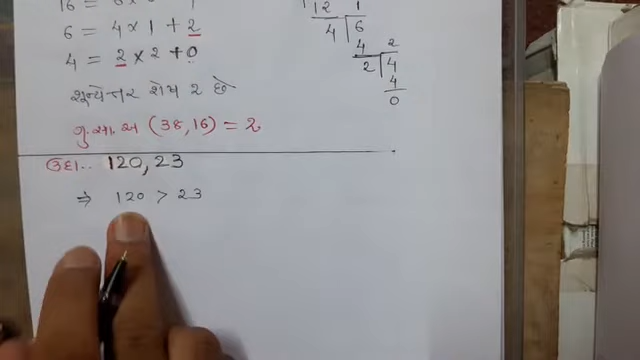 6 = 4 × 1 + 2
4 = 2 × 2 + 0
શૂન્યેત્તર શેષ 2 છે
ગુ.સા.અ (38,16) = 2
12 1
4 6
4 2
2 4
4
0
ઉદા.. 120, 23
⇒ 120 > 23